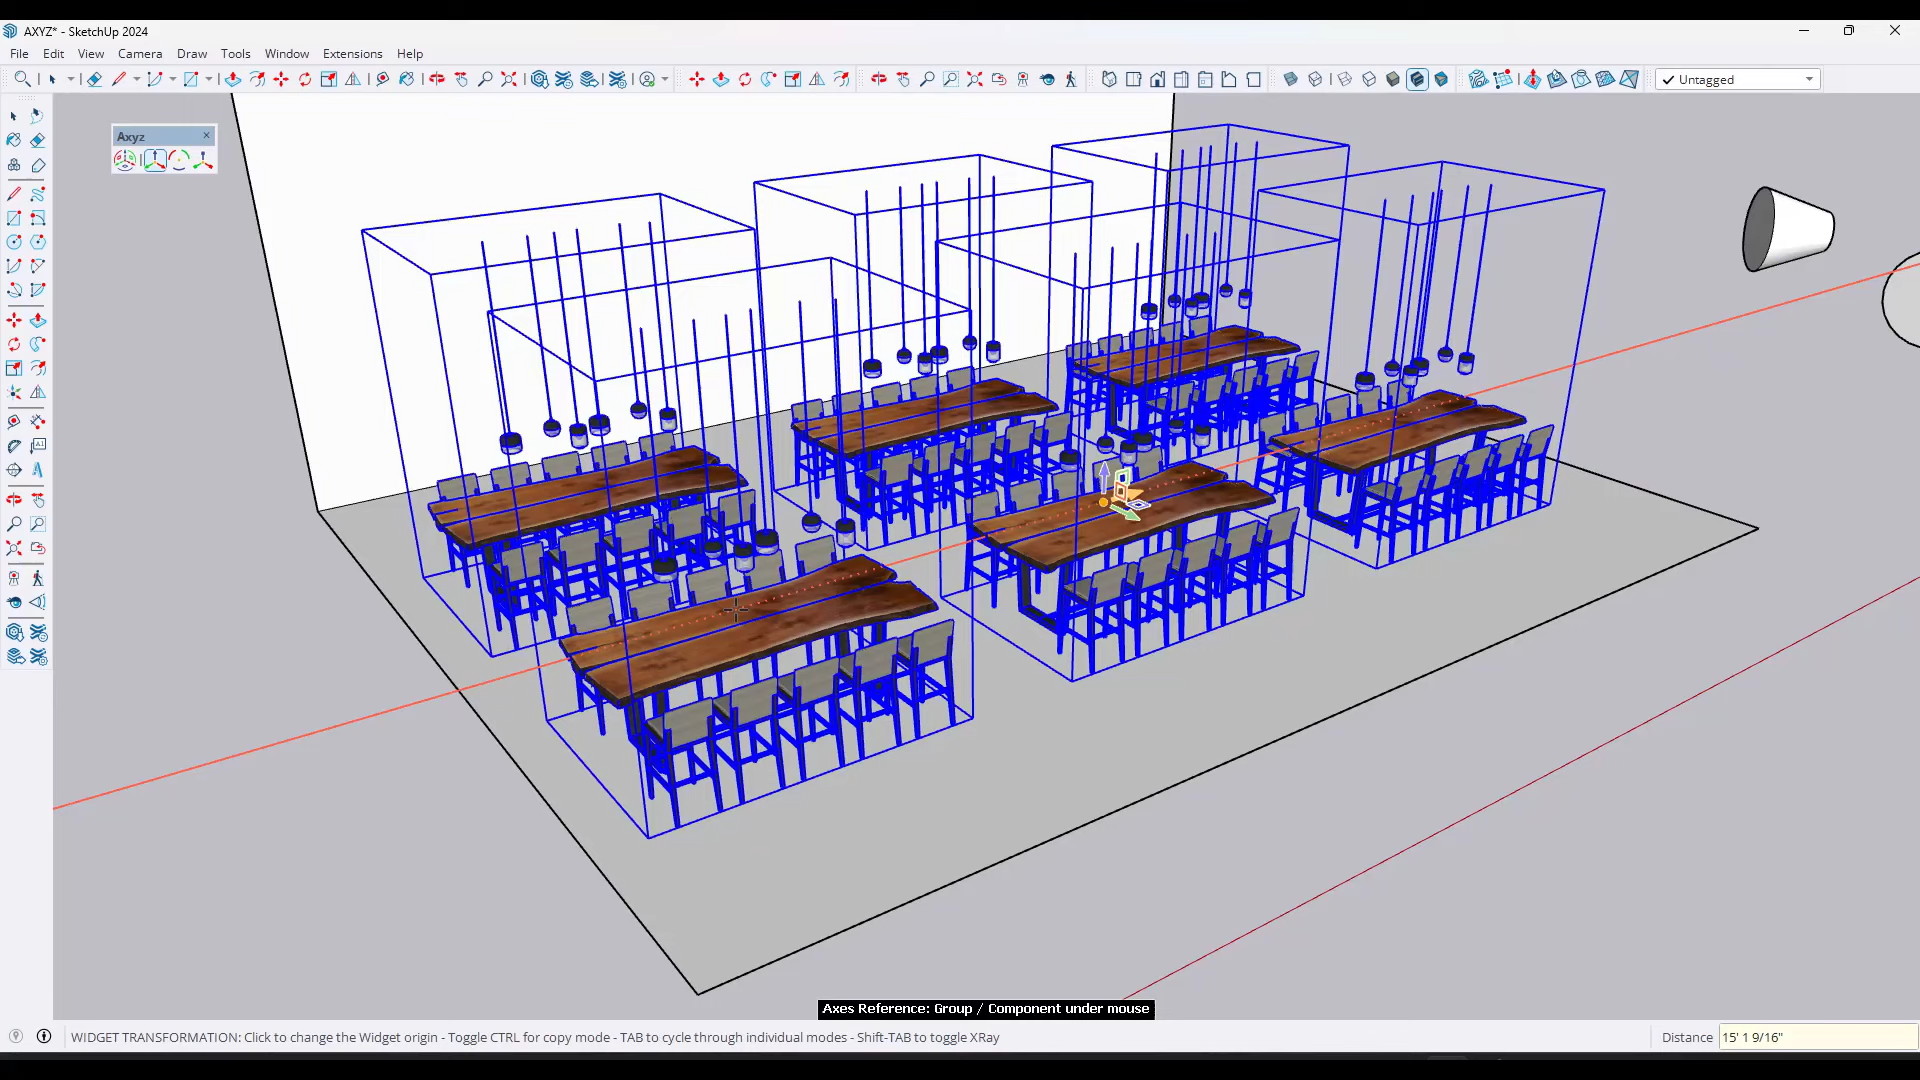 AXYZ* - SketchUp 2024
File Edit View Camera Draw Tools Window Extensions Help
Untagged
Axyz
Axes Reference: Group / Component under mouse
WIDGET TRANSFORMATION: Click to change the Widget origin - Toggle CTRL for copy mode - TAB to cycle through individual modes - Shift-TAB to toggle XRay
Distance 15' 1 9/16"